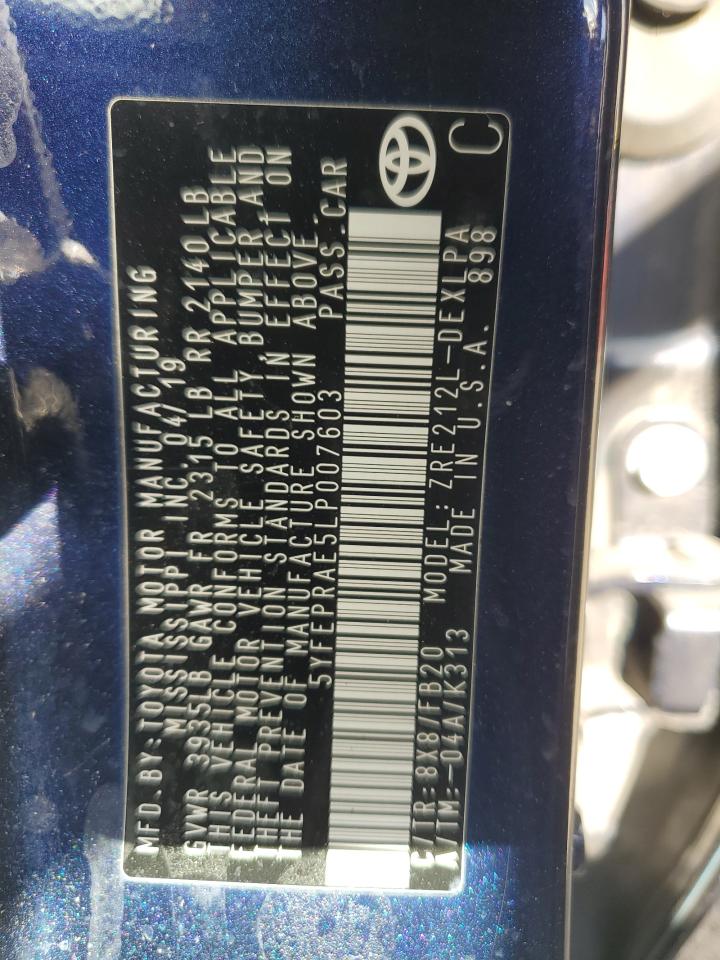 MFD.BY:TOYOTA MOTOR MANUFACTURING
MISSISSIPPI INC. 04/ 19
GVWR 3935LB GAWR FR 2315 LB RR 2140LB
THIS VEHICLE CONFORMS TO ALL APPLICABLE
FEDERAL MOTOR VEHICLE SAFETY, BUMPER, AND
THEFT PREVENTION STANDARDS IN EFFECT ON
THE DATE OF MANUFACTURE SHOWN ABOVE.
5YFEPRAE5LP007603 PASS.CAR
C/TR:8X8/FB20 MODEL:ZRE212L-DEXLPA
A/TM:-04A/K313 MADE IN U.S.A. 898
C